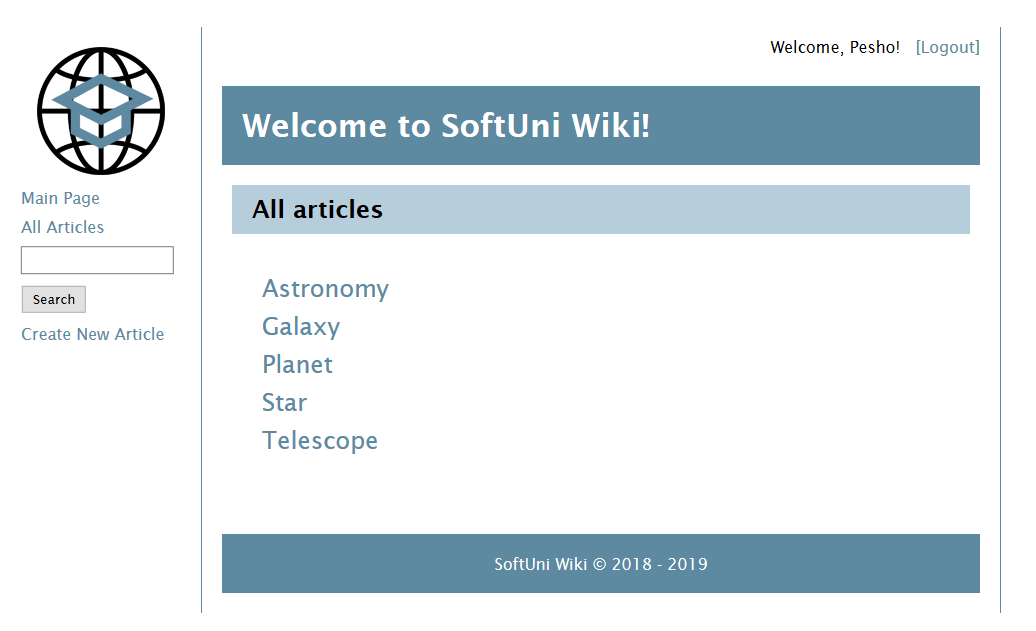 Welcome, Pesho! [Logout]
Welcome to SoftUni Wiki!
Main Page
All Articles
Search
Create New Article
All articles
Astronomy
Galaxy
Planet
Star
Telescope
SoftUni Wiki © 2018 - 2019